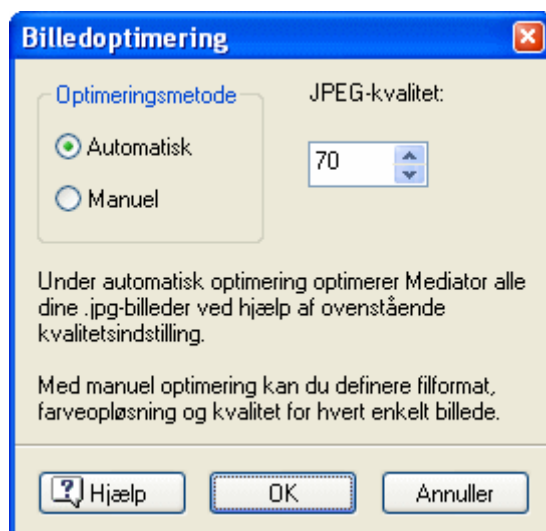 Billedoptimering
Optimeringsmetode
JPEG-kvalitet:
Automatisk
70
Manuel
Under automatisk optimering optimerer Mediator alle
dine .jpg-billeder ved hjælp af ovenstående
kvalitetsindstilling.
Med manuel optimering kan du definere filformat,
farveopløsning og kvalitet for hvert enkelt billede.
Hjælp
OK
Annuller